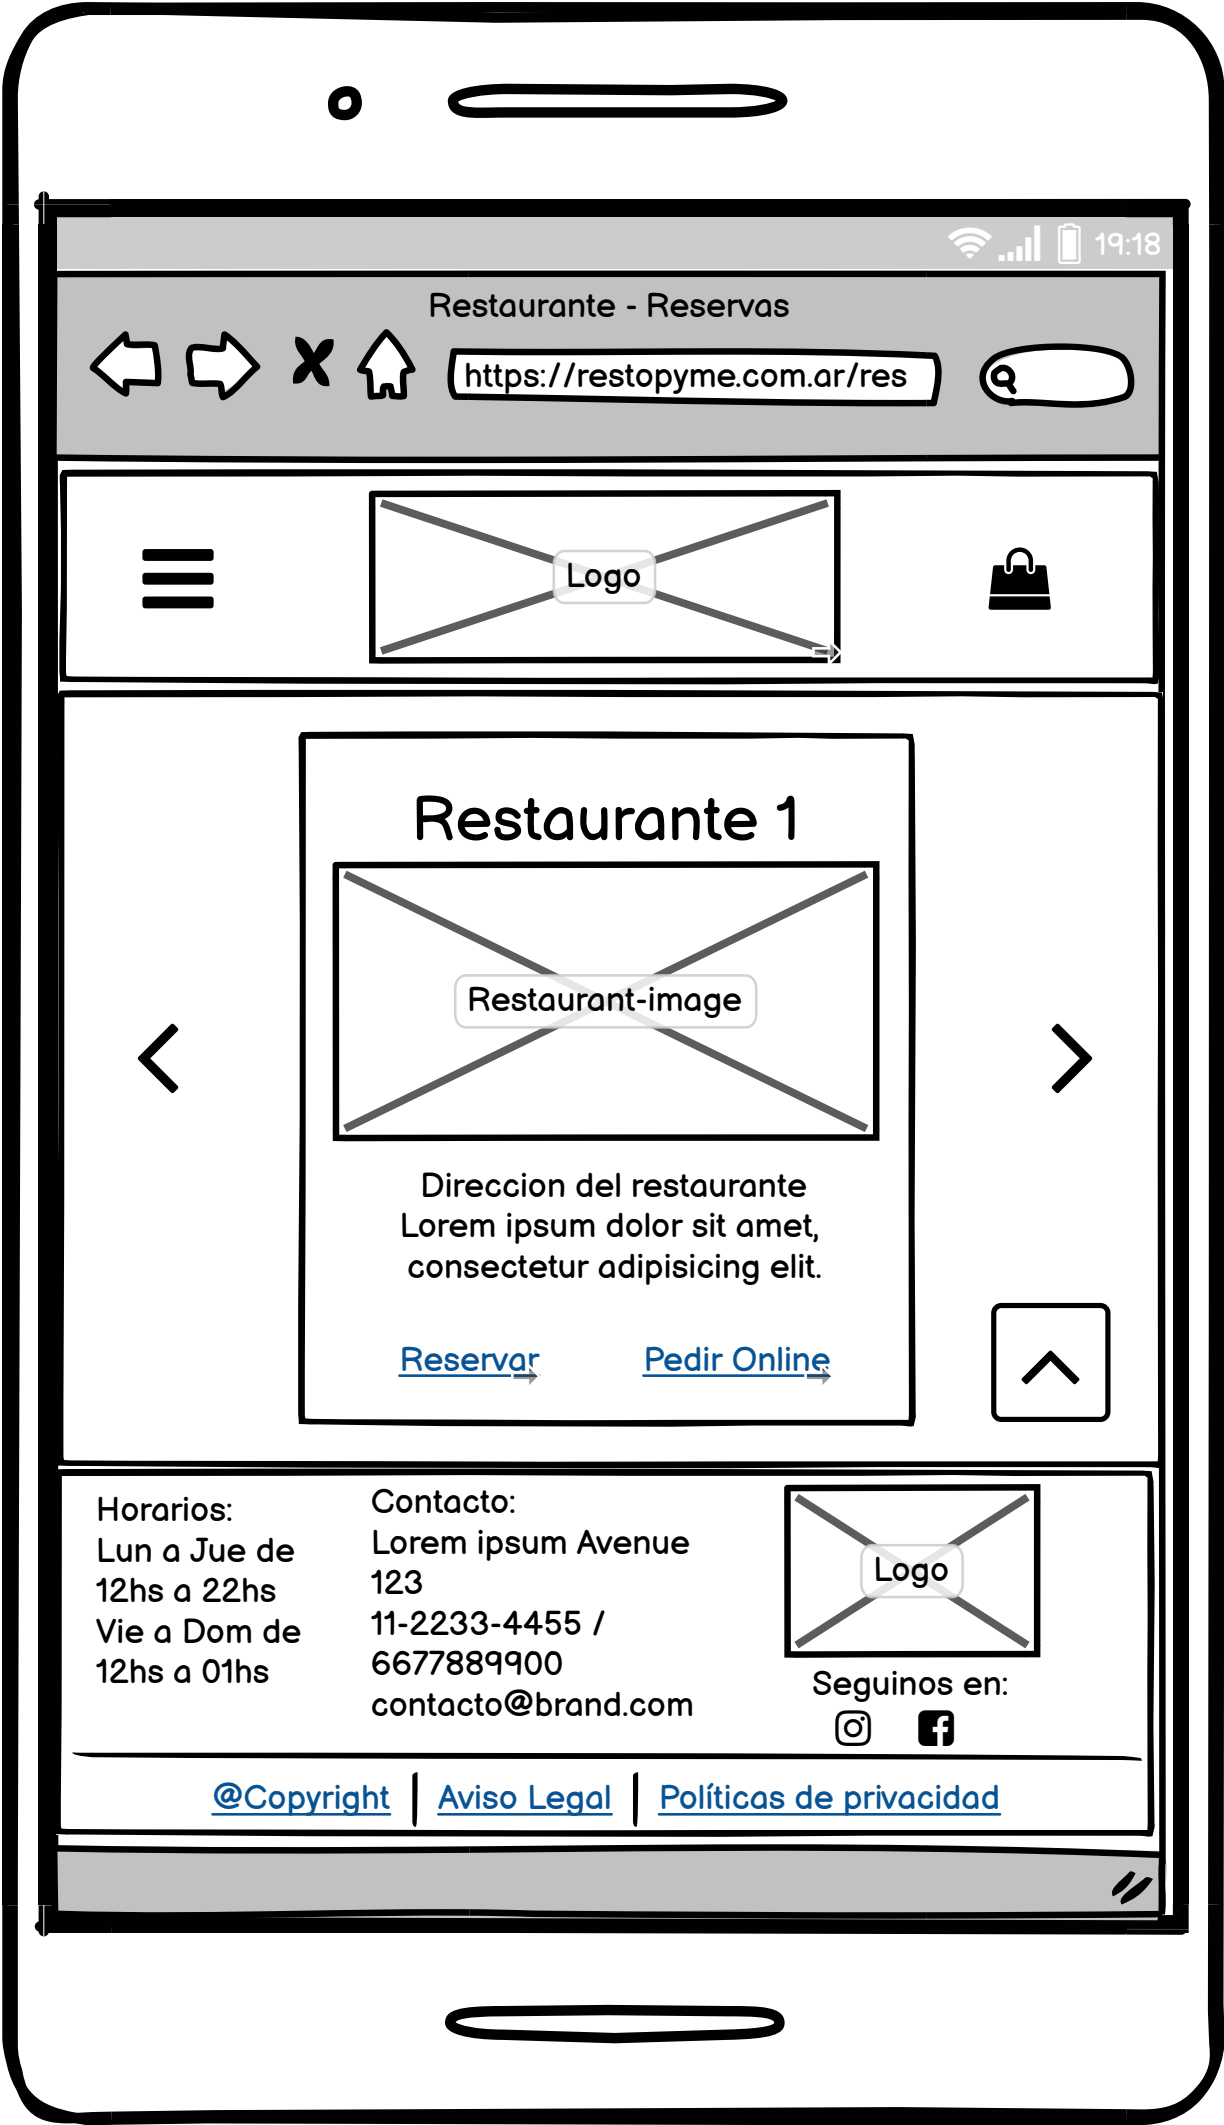 19:18
Restaurante - Reservas
https://restopyme.com.ar/res
Logo
Restaurante 1
Restaurant-image
Direccion del restaurante
Lorem ipsum dolor sit amet,
consectetur adipisicing elit.
Reservar
Pedir Online
Horarios:
Lun a Jue de
12hs a 22hs
Vie a Dom de
12hs a 01hs
Contacto:
Lorem ipsum Avenue
123
11-2233-4455 /
6677889900
contacto@brand.com
Logo
Seguinos en:
@Copyright
Aviso Legal
Políticas de privacidad